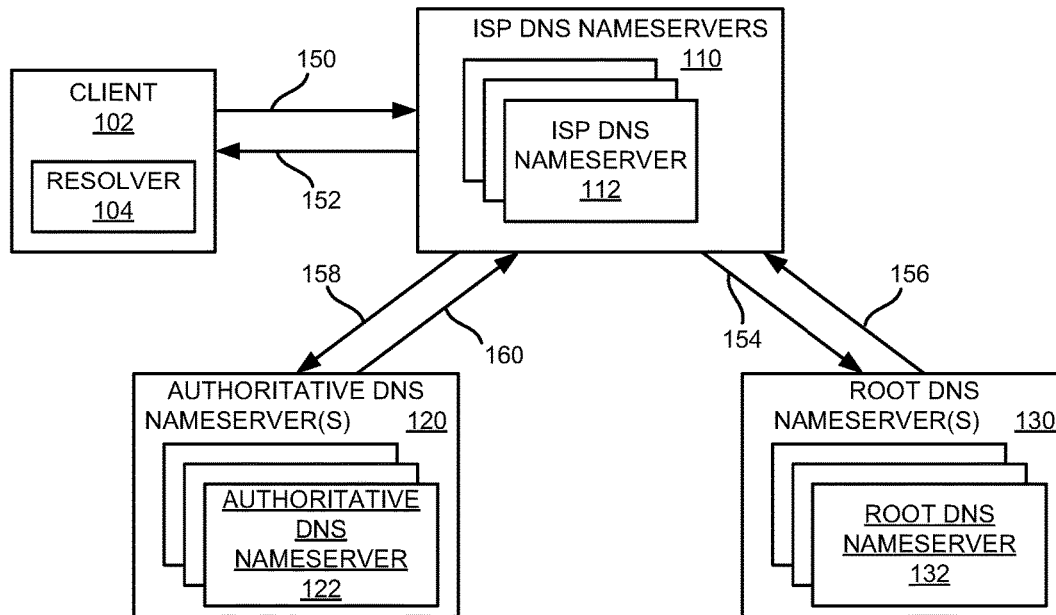 ISP DNS NAMESERVERS
110
150
CLIENT
102
ISP DNS
NAMESERVER
112
RESOLVER
104
152
158
156
160
154
AUTHORITATIVE DNS
NAMESERVER(S) 120
AUTHORITATIVE
DNS
NAMESERVER
122
ROOT DNS
NAMESERVER(S) 130
ROOT DNS
NAMESERVER
132